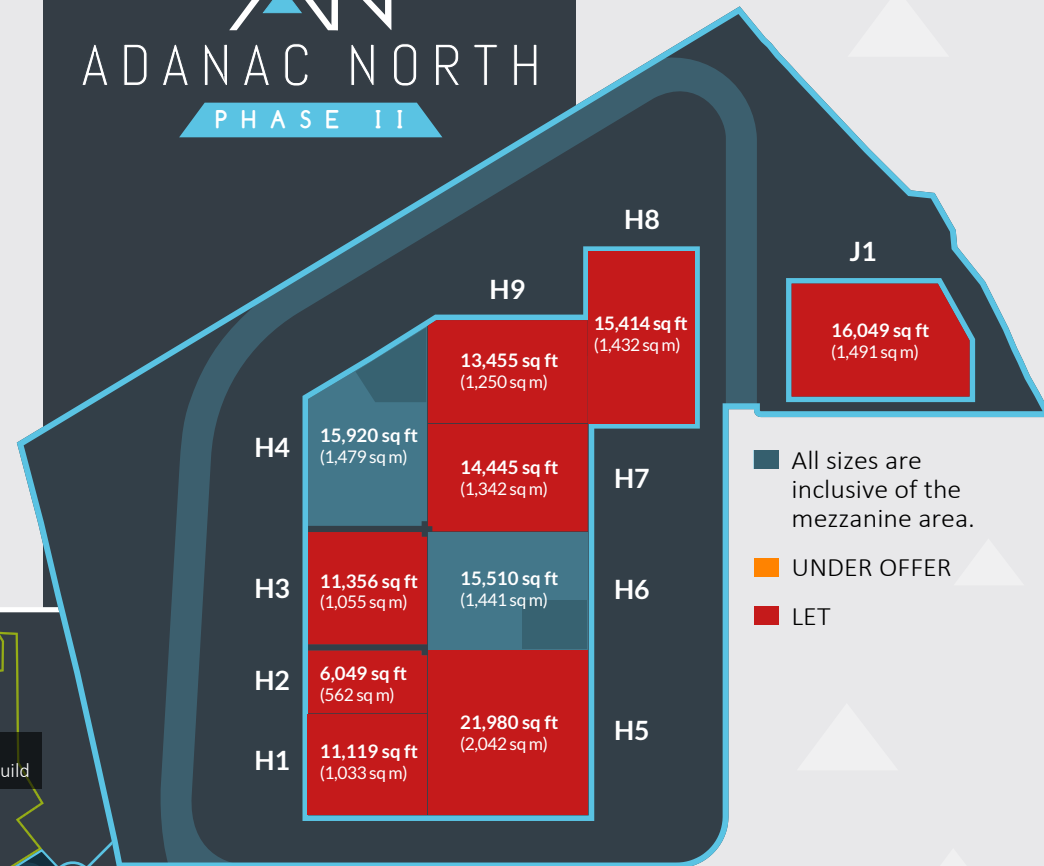 ADANAC NORTH
PHASE II
H8
J1
H9
15,414 sq ft
(1,432 sq m)
16,049 sq ft
(1,491 sq m)
13,455 sq ft
(1,250 sq m)
H4
15,920 sq ft
(1,479 sq m)
14,445 sq ft
(1,342 sq m)
H7
All sizes are
inclusive of the
mezzanine area.
UNDER OFFER
LET
H3
11,356 sq ft
(1,055 sq m)
15,510 sq ft
(1,441 sq m)
H6
H2
6,049 sq ft
(562 sq m)
21,980 sq ft
(2,042 sq m)
H5
H1
11,119 sq ft
(1,033 sq m)
uild